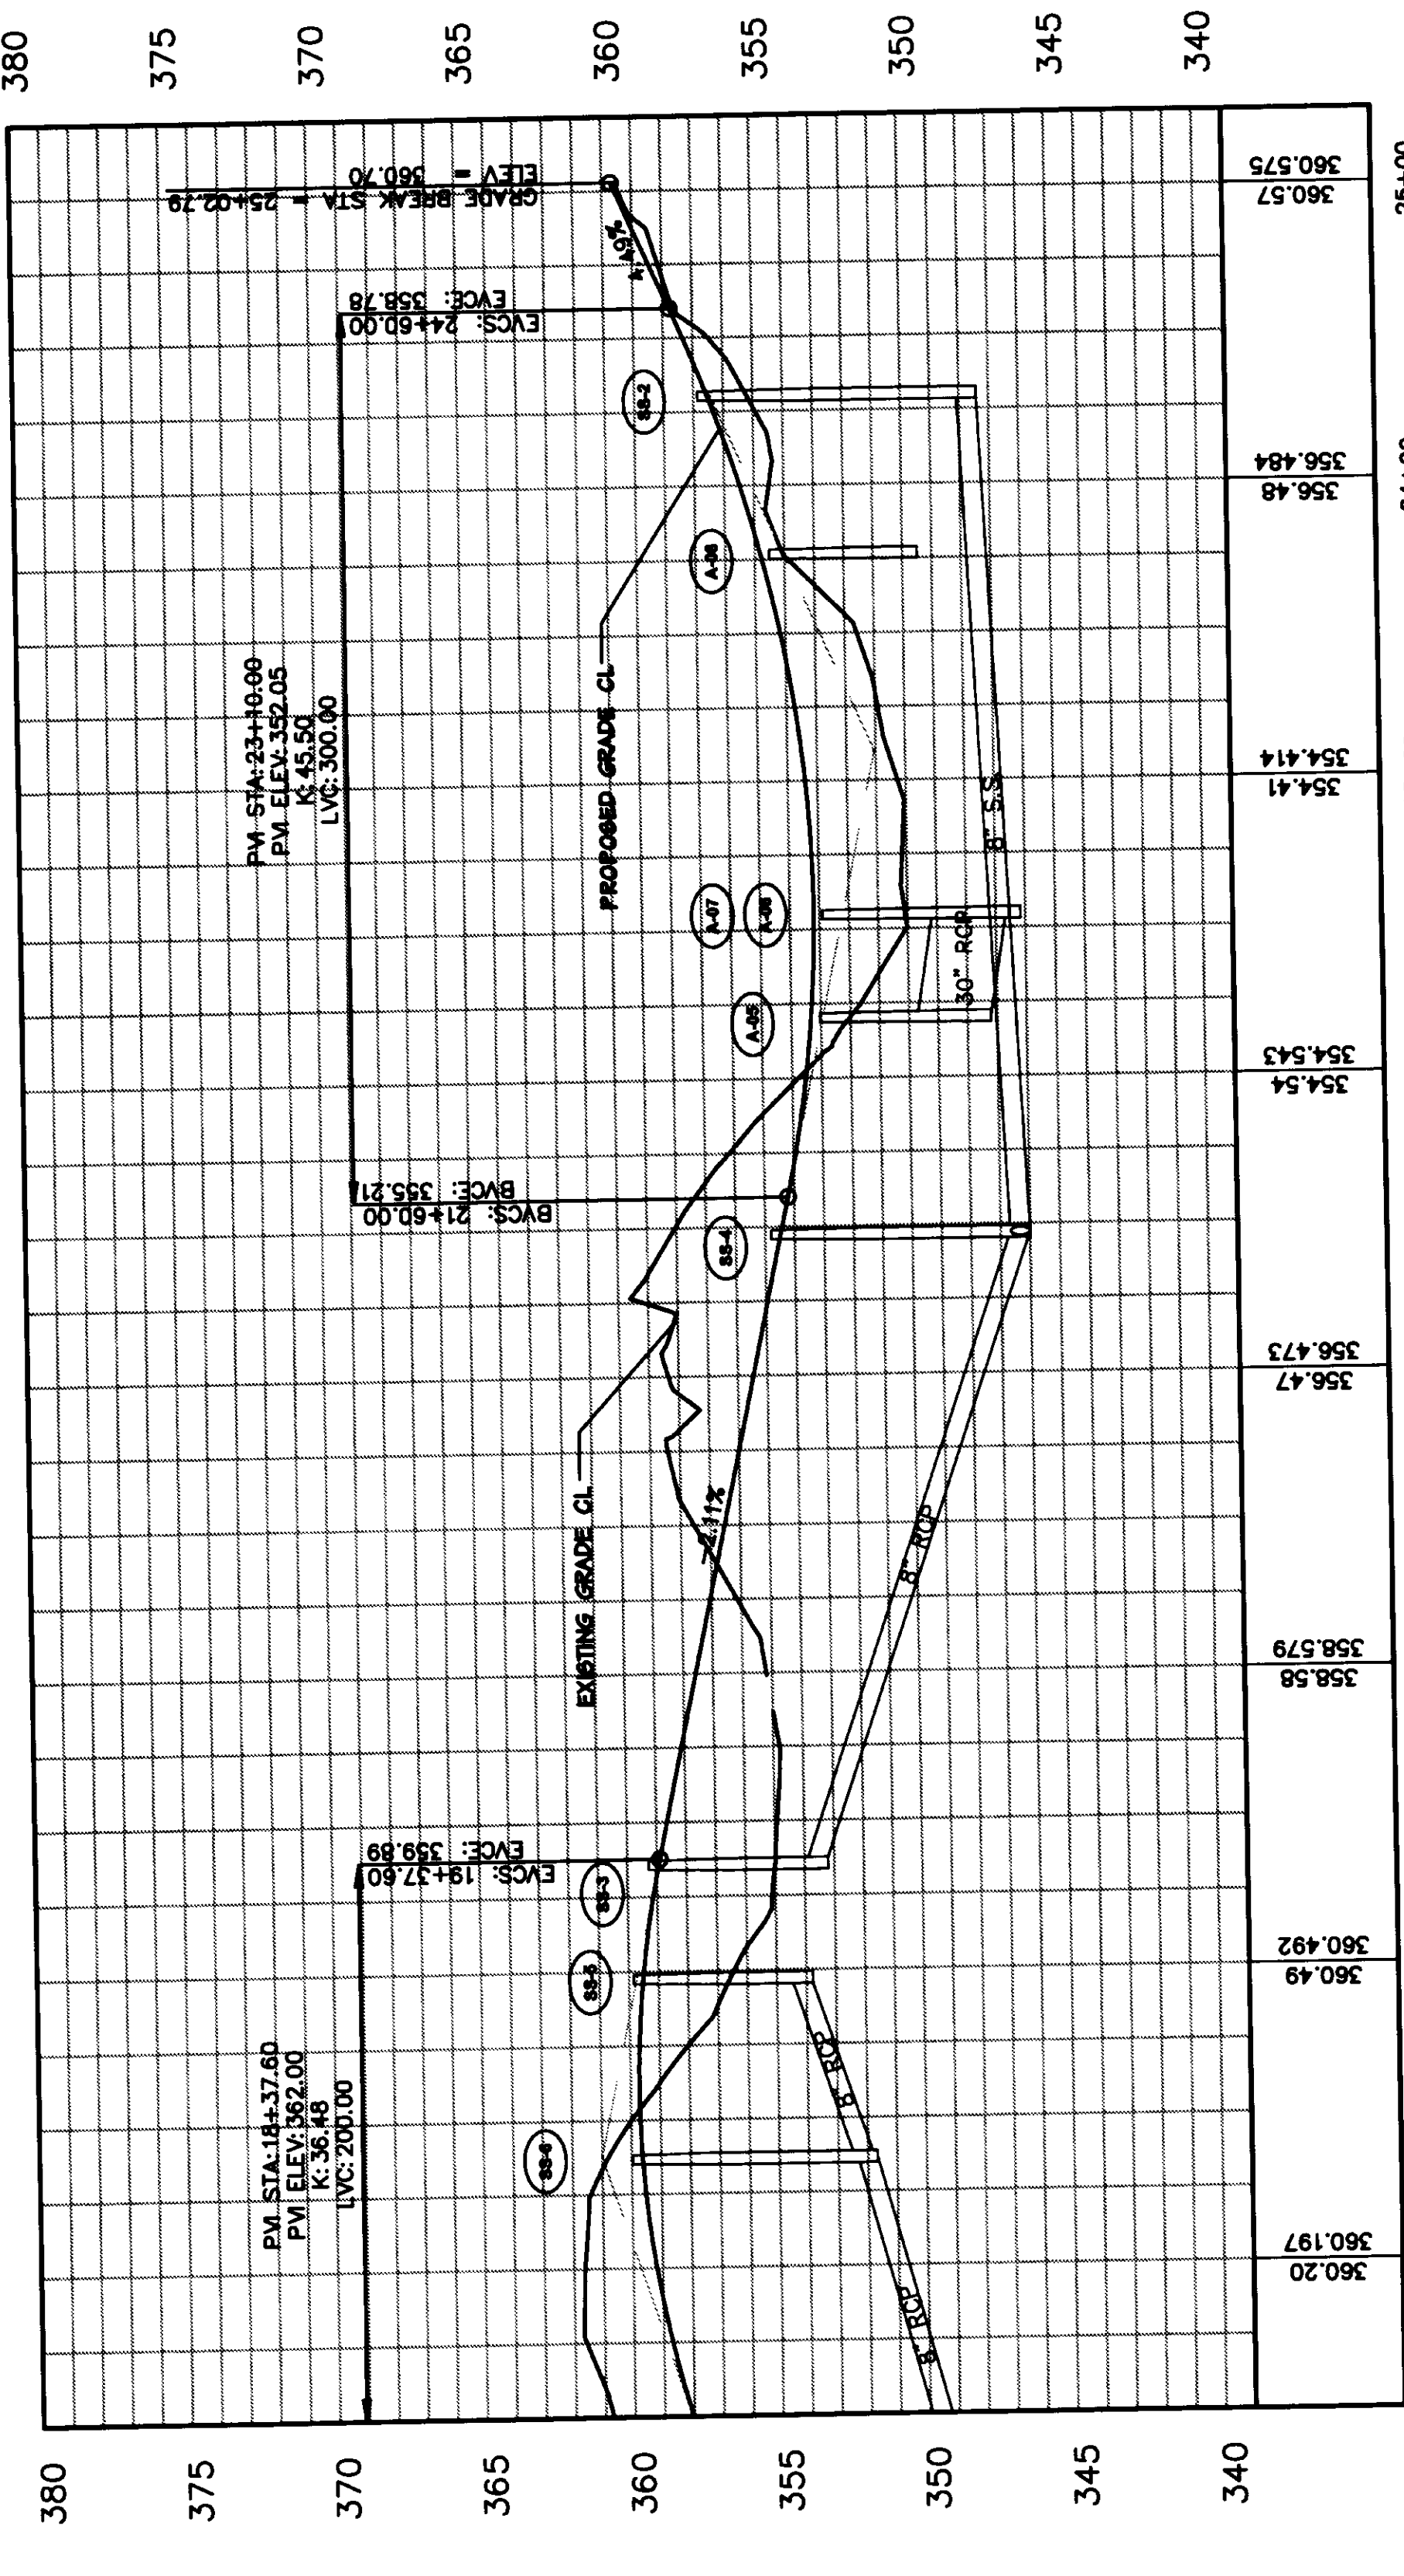 380
375
370
365
360
355
350
345
340
GRADE BREAK STA = 25+02.79
ELEV = 360.70
4.49%
EVCS: 24+60.00
EVCE: 358.78
SS-2
PVI STA: 23+10.00
PVI ELEV: 352.05
K: 45.50
LVC: 300.00
PROPOSED GRADE CL
A-07
A-05
8" S.S.
30" RCP
BVCS: 21+60.00
BVCE: 355.21
SS-4
EXISTING GRADE CL
-2.11%
8" RCP
EVCS: 19+37.60
EVCE: 359.89
SS-3
SS-5
PVI STA: 18+37.60
PVI ELEV: 362.00
K: 36.48
LVC: 200.00
SS-6
8" RCP
8" RCP
360.575
360.57
25+00
356.484
356.48
354.414
354.41
354.543
354.54
356.473
356.47
358.579
358.58
360.492
360.49
360.197
360.20
380
375
370
365
360
355
350
345
340